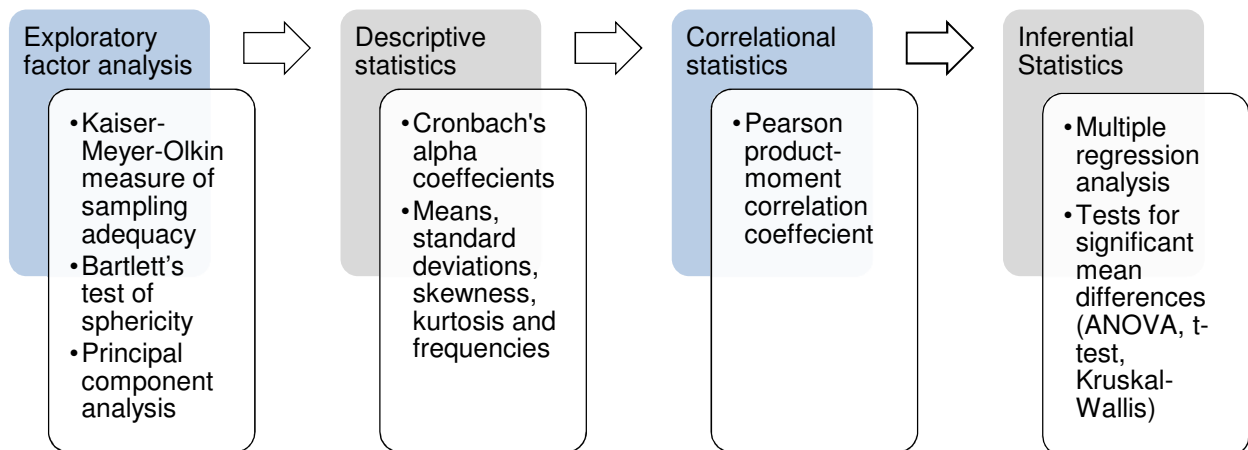 Exploratory
factor analysis
•Kaiser-
Meyer-Olkin
measure of
sampling
adequacy
•Bartlett’s
test of
sphericity
•Principal
component
analysis
Descriptive
statistics
•Cronbach's
alpha
coeffecients
•Means,
standard
deviations,
skewness,
kurtosis and
frequencies
Correlational
statistics
•Pearson
product-
moment
correlation
coeffecient
Inferential
Statistics
•Multiple
regression
analysis
•Tests for
significant
mean
differences
(ANOVA, t-
test,
Kruskal-
Wallis)